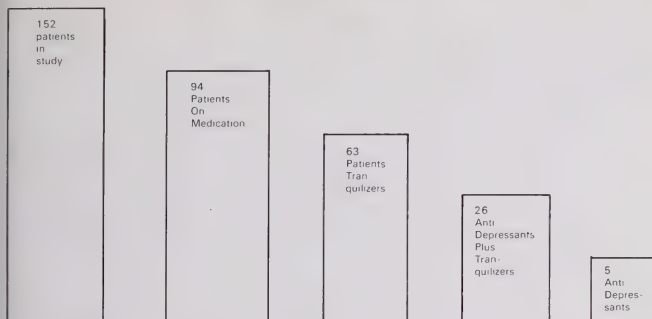 152
patients
in
study
94
Patients
On
Medication
63
Patients
Tran
quilizers
26
Anti
Depressants
Plus
Tran-
quilizers
5
Anti
Depres-
sants